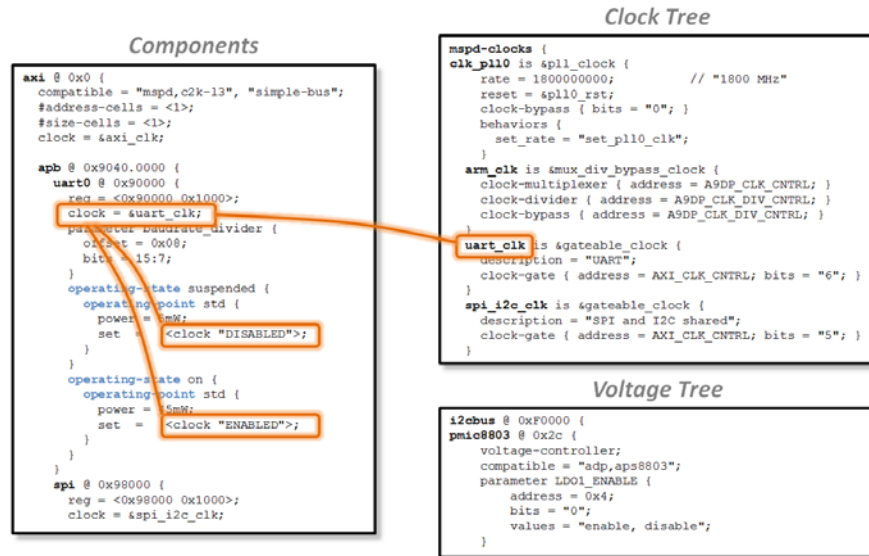 Components
axi @ 0x0 {
compatible = "mspd,c2k-l3", "simple-bus";
#address-cells = <1>;
#size-cells = <1>;
clock = &axi_clk;
apb @ 0x9040.0000 {
uart0 @ 0x90000 {
reg = <0x90000 0x1000>;
clock = &uart_clk;
parameter baudrate_divider {
offset = 0x08;
bits = 15:7;
}
operating-state suspended {
operating-point std {
power = mW;
set = <clock "DISABLED">;
}
}
operating-state on {
operating-point std {
power = 5mW;
set = <clock "ENABLED">;
}
}
}
spi @ 0x98000 {
reg = <0x98000 0x1000>;
clock = &spi_i2c_clk;
Clock Tree
mspd-clocks {
clk_pll0 is &pll_clock {
rate = 1800000000; // "1800 MHz"
reset = &pll0_rst;
clock-bypass { bits = "0"; }
behaviors {
set_rate = "set_pll0_clk";
}
arm_clk is &mux_div_bypass_clock {
clock-multiplexer { address = A9DP_CLK_CNTRL; }
clock-divider { address = A9DP_CLK_DIV_CNTRL; }
clock-bypass { address = A9DP_CLK_DIV_CNTRL; }
}
uart_clk is &gateable_clock {
description = "UART";
clock-gate { address = AXI_CLK_CNTRL; bits = "6"; }
}
spi_i2c_clk is &gateable_clock {
description = "SPI and I2C shared";
clock-gate { address = AXI_CLK_CNTRL; bits = "5"; }
}
Voltage Tree
i2cbus @ 0xF0000 {
pmic8803 @ 0x2c {
voltage-controller;
compatible = "adp,aps8803";
parameter LDO1_ENABLE {
address = 0x4;
bits = "0";
values = "enable, disable";
}